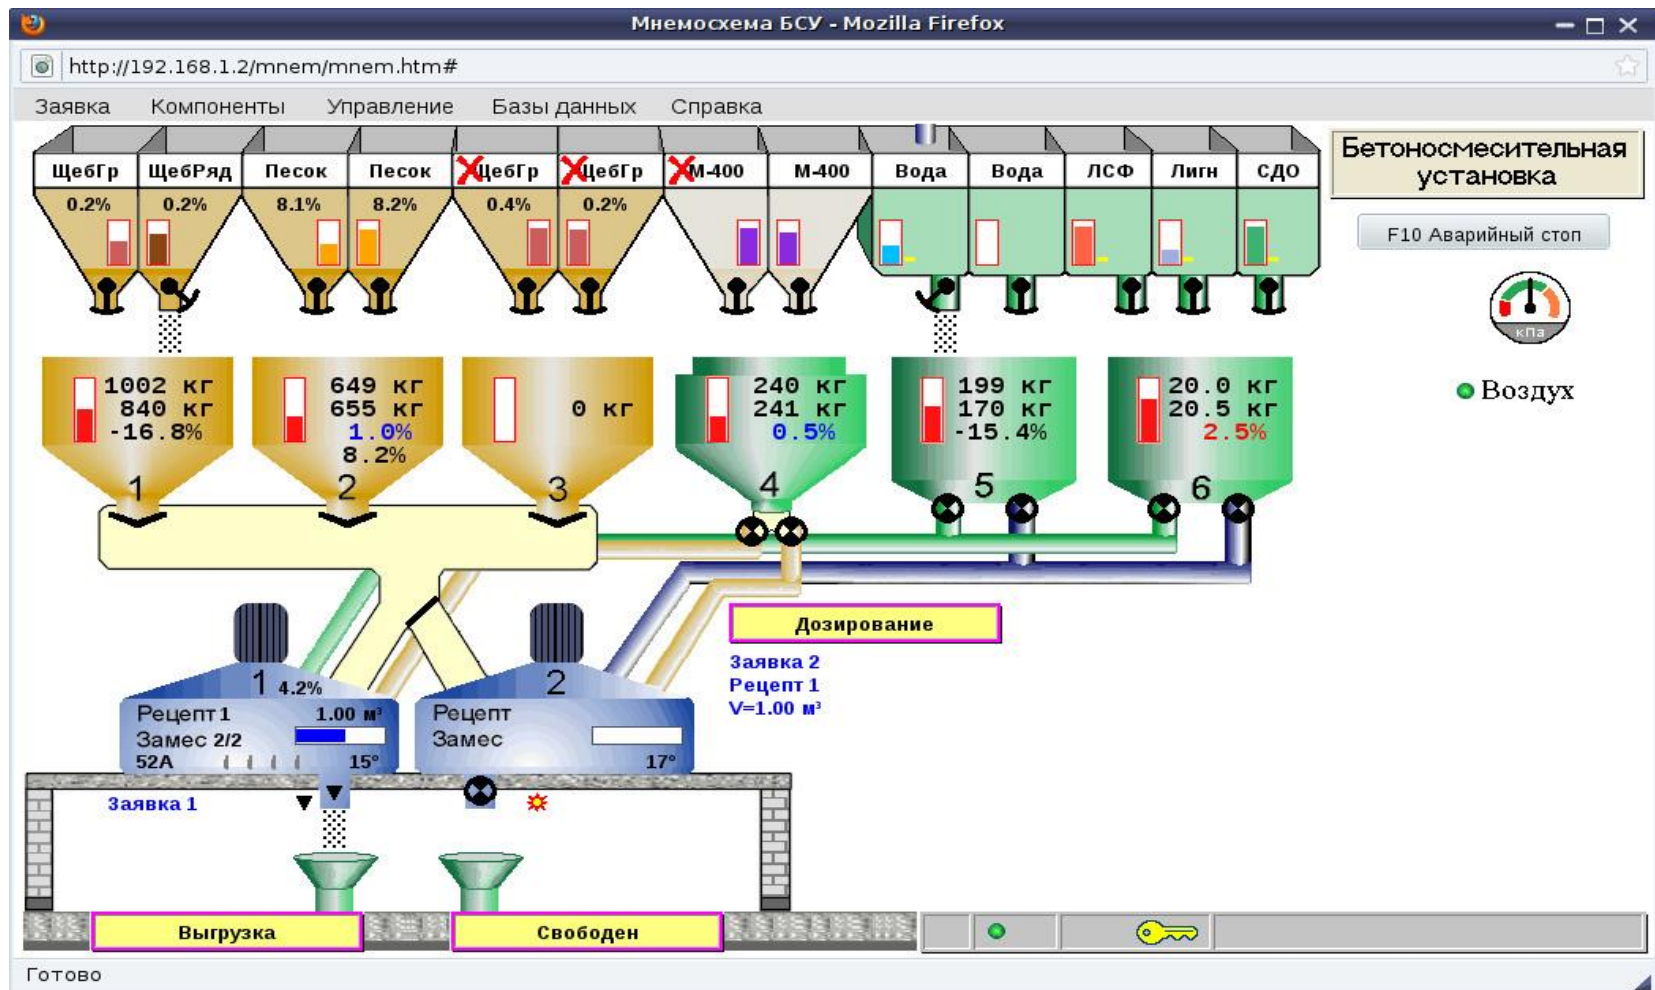 Мнемосхема БСУ - Mozilla Firefox
http://192.168.1.2/mnem/mnem.htm#
Заявка Компоненты Управление Базы данных Справка
ЩебГр ЩебРяд Песок Песок ЩебГр ЩебГр М-400 М-400 Вода Вода ЛСФ Лигн СДО
0.2% 0.2% 8.1% 8.2% 0.4% 0.2%
Бетоносмесительная
установка
F10 Аварийный стоп
кПа
Воздух
1002 кг
840 кг
-16.8%
1
649 кг
655 кг
1.0%
8.2%
2
0 кг
3
240 кг
241 кг
0.5%
4
199 кг
170 кг
-15.4%
5
20.0 кг
20.5 кг
2.5%
6
Дозирование
Заявка 2
Рецепт 1
V=1.00 м³
1 4.2%
Рецепт 1 1.00 м³
Замес 2/2
52А 15°
2
Рецепт
Замес
17°
Заявка 1
Выгрузка
Свободен
Готово